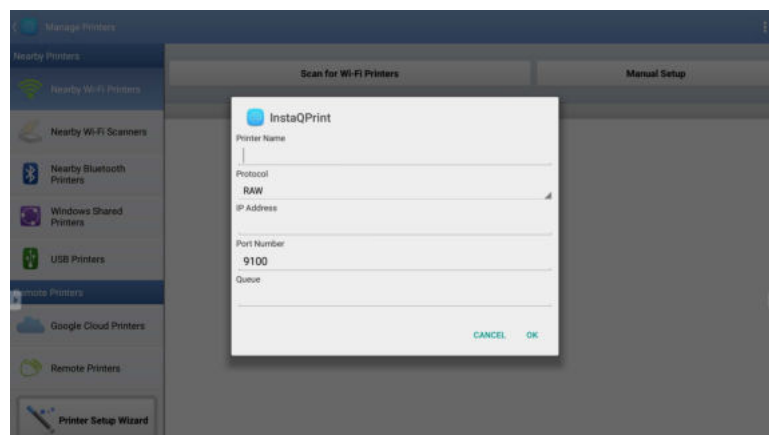 Manage Printers
Nearby Printers
Nearby Wi-Fi Printers
Nearby Wi-Fi Scanners
Nearby Bluetooth
Printers
Windows Shared
Printers
USB Printers
Remote Printers
Google Cloud Printers
Remote Printers
Printer Setup Wizard
Scan for Wi-Fi Printers
Manual Setup
InstaQPrint
Printer Name
Protocol
RAW
IP Address
Port Number
9100
Queue
CANCEL
OK